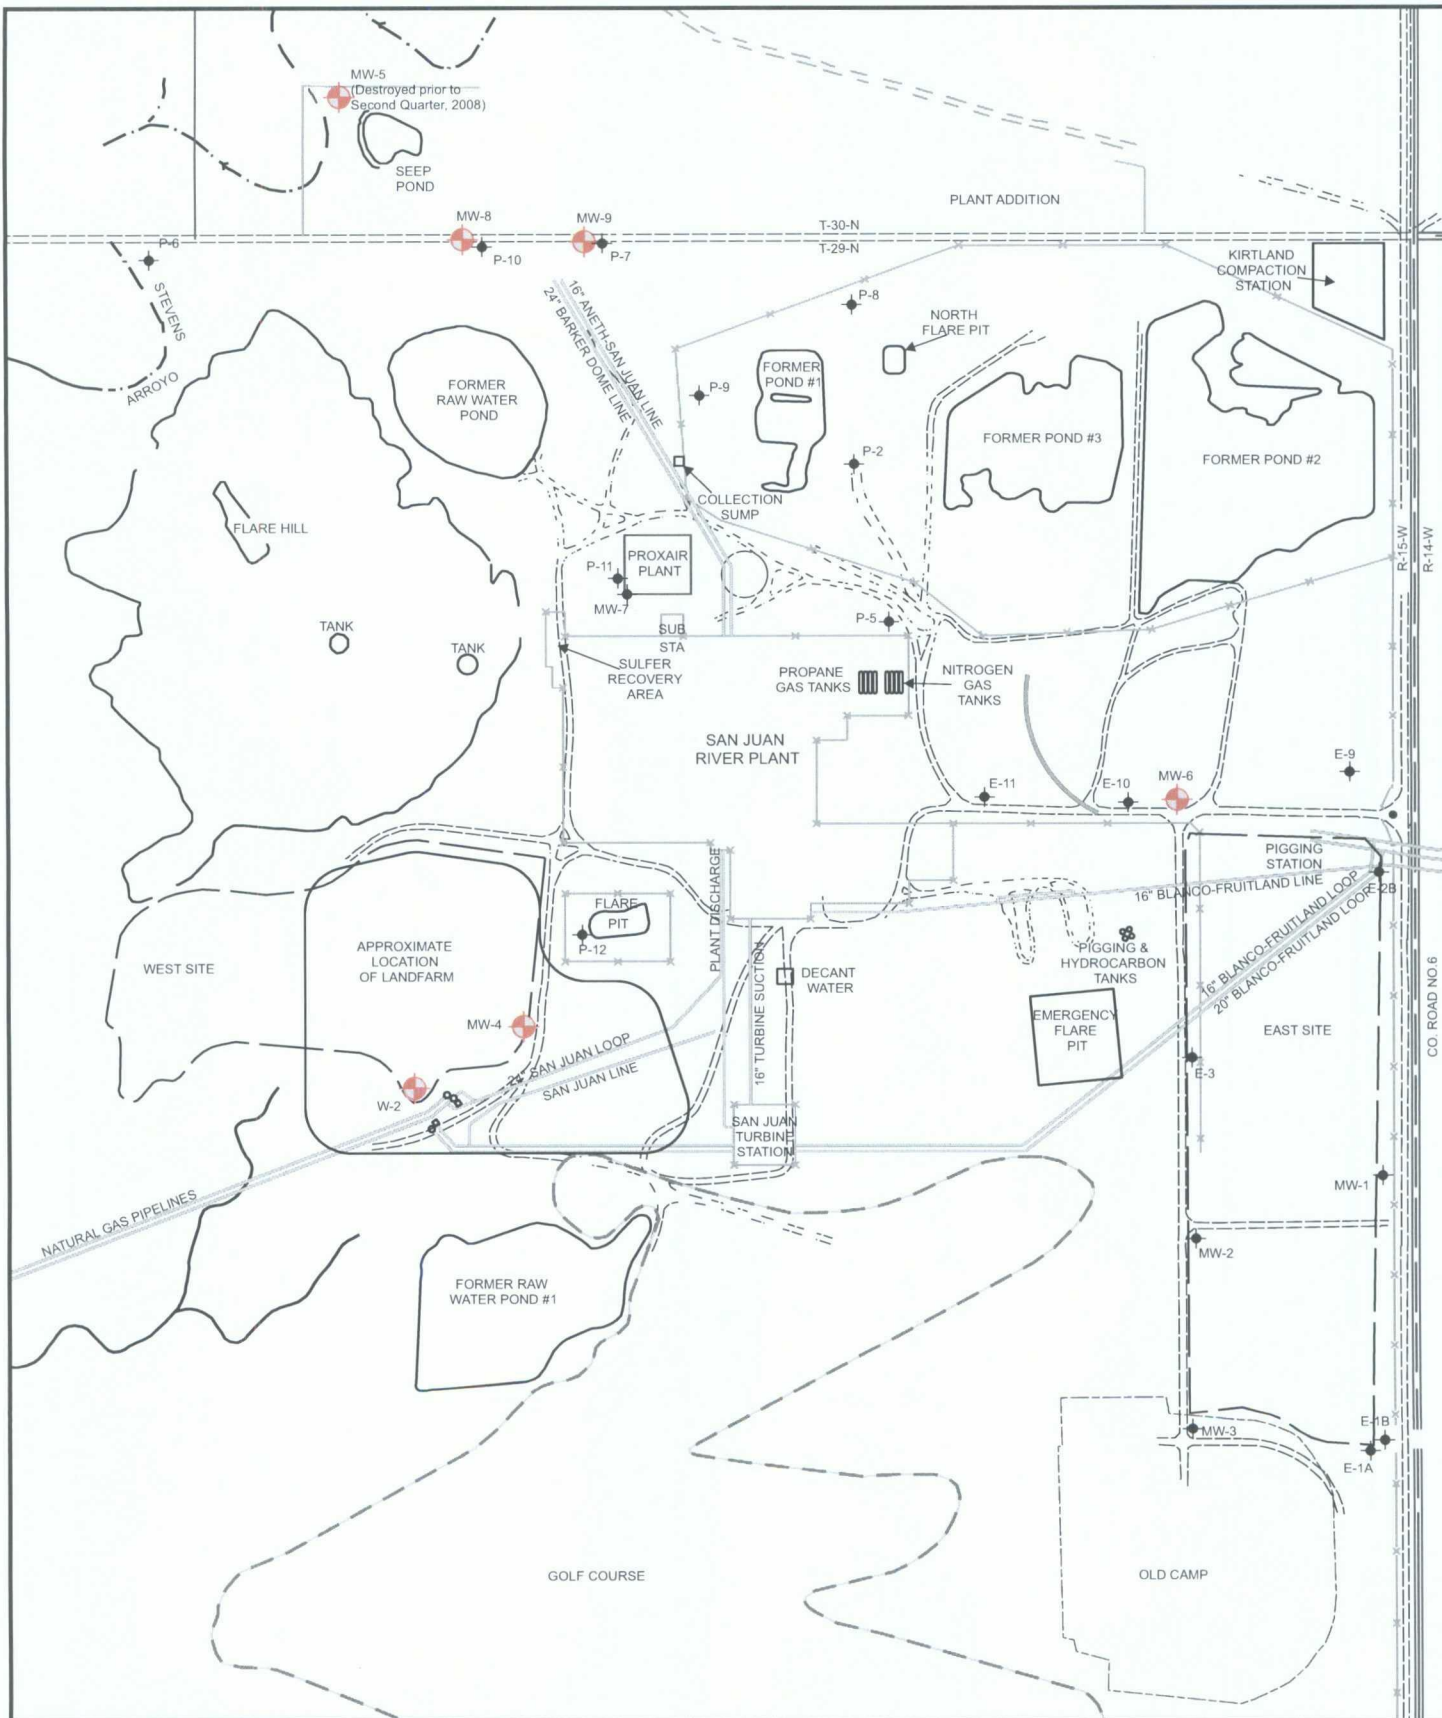 MW-5
(Destroyed prior to
Second Quarter, 2008)
SEEP
POND
PLANT ADDITION
MW-8
MW-9
T-30-N
T-29-N
P-6
P-10
P-7
KIRTLAND
COMPACTION
STATION
STEVENS
ARROYO
16" ANETH-SAN JUAN LINE
24" BARKER DOME LINE
P-8
NORTH
FLARE PIT
FORMER
RAW WATER
POND
FORMER
POND #1
P-9
FORMER POND #3
FORMER POND #2
P-2
COLLECTION
SUMP
FLARE HILL
R-15-W
R-14-W
PROXAIR
PLANT
P-11
MW-7
P-5
SUB
STA
TANK
TANK
SULFER
RECOVERY
AREA
PROPANE
GAS TANKS
NITROGEN
GAS
TANKS
SAN JUAN
RIVER PLANT
E-9
E-11
E-10
MW-6
PIGGING
STATION
E-2B
16" BLANCO-FRUITLAND LINE
16" BLANCO-FRUITLAND LOOP
20" BLANCO-FRUITLAND LOOP
PLANT DISCHARGE
FLARE
PIT
P-12
APPROXIMATE
LOCATION
OF LANDFARM
WEST SITE
PIGGING &
HYDROCARBON
TANKS
DECANT
WATER
16" TURBINE SUCTION
EMERGENCY
FLARE
PIT
EAST SITE
CO. ROAD NO.6
MW-4
24" SAN JUAN LOOP
SAN JUAN LINE
E-3
W-2
SAN JUAN
TURBINE
STATION
MW-1
NATURAL GAS PIPELINES
MW-2
FORMER RAW
WATER POND #1
MW-3
E-1B
E-1A
GOLF COURSE
OLD CAMP